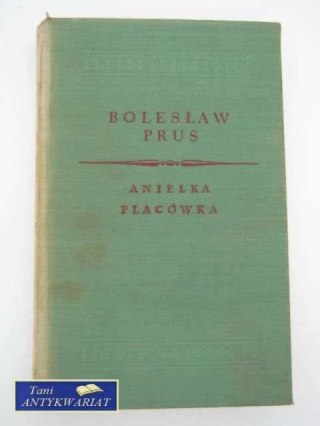 BOLESŁAW
PRUS
ANIELKA
PLACÓWKA
Tani
ANTYKWARIAT